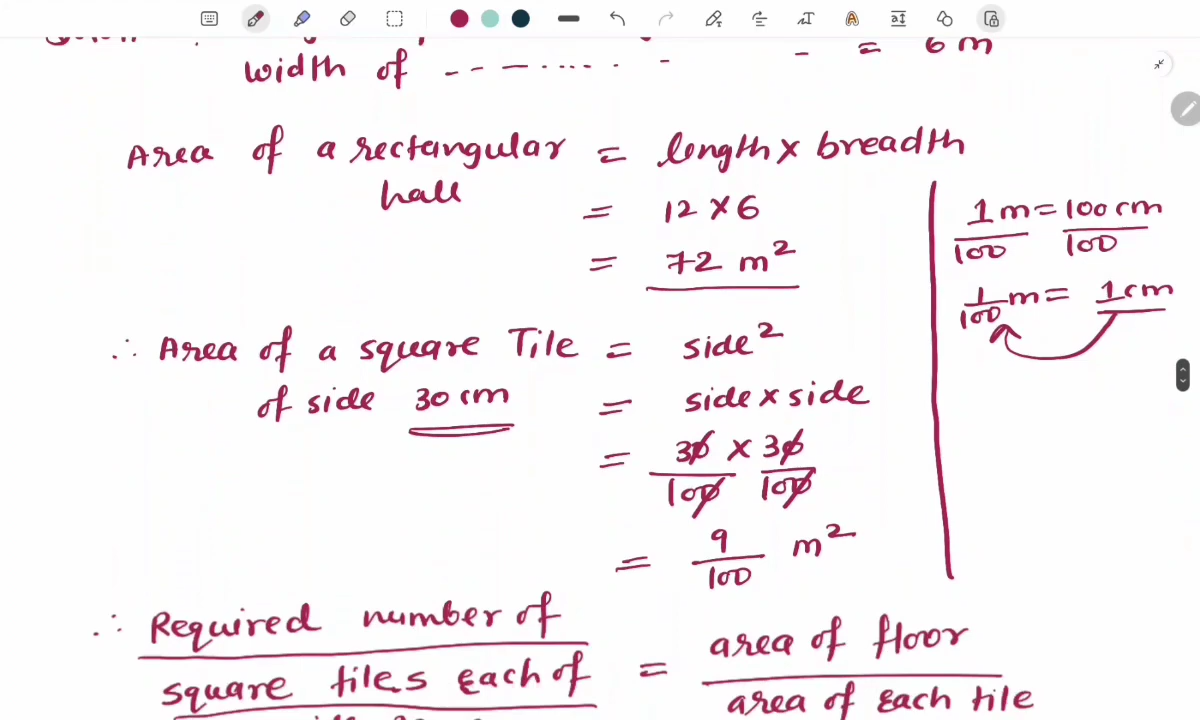 width of - - - - ..... . - - = 6 m
Area of a rectangular = length × breadth
hall
= 12 × 6
= 72 m²
1 m = 100 cm
100 100
1/100 m = 1 cm
∴ Area of a square Tile = side²
of side 30 cm = side × side
= 30/100 × 30/100
= 9/100 m²
∴ Required number of
square tiles each of = area of floor
area of each tile